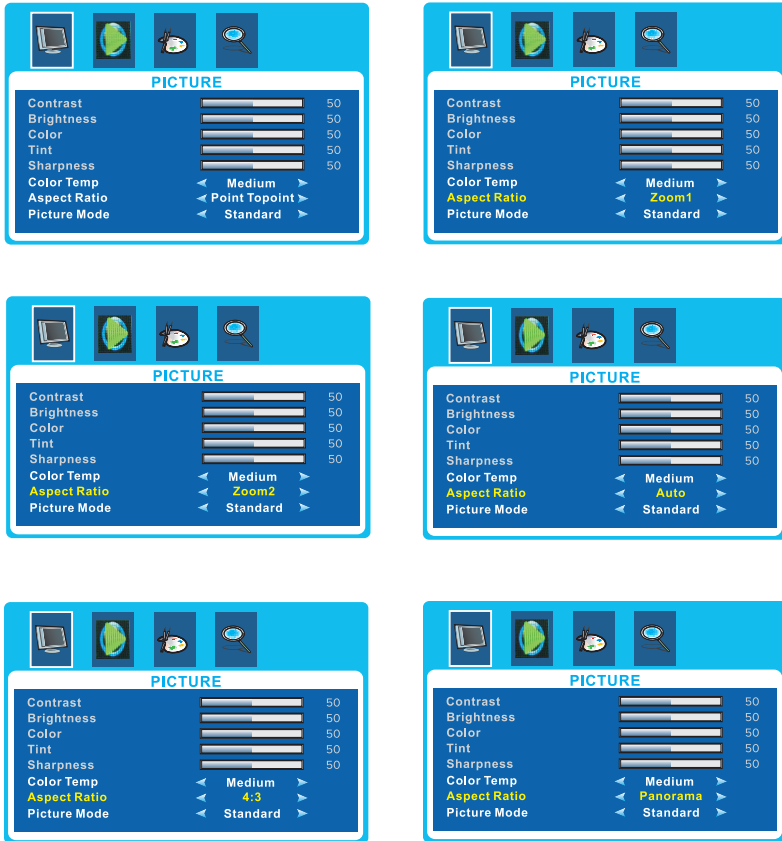 PICTURE
Contrast 50
Brightness 50
Color 50
Tint 50
Sharpness 50
Color Temp Medium
Aspect Ratio Point Topoint
Picture Mode Standard
PICTURE
Contrast 50
Brightness 50
Color 50
Tint 50
Sharpness 50
Color Temp Medium
Aspect Ratio Zoom1
Picture Mode Standard
PICTURE
Contrast 50
Brightness 50
Color 50
Tint 50
Sharpness 50
Color Temp Medium
Aspect Ratio Zoom2
Picture Mode Standard
PICTURE
Contrast 50
Brightness 50
Color 50
Tint 50
Sharpness 50
Color Temp Medium
Aspect Ratio Auto
Picture Mode Standard
PICTURE
Contrast 50
Brightness 50
Color 50
Tint 50
Sharpness 50
Color Temp Medium
Aspect Ratio 4:3
Picture Mode Standard
PICTURE
Contrast 50
Brightness 50
Color 50
Tint 50
Sharpness 50
Color Temp Medium
Aspect Ratio Panorama
Picture Mode Standard